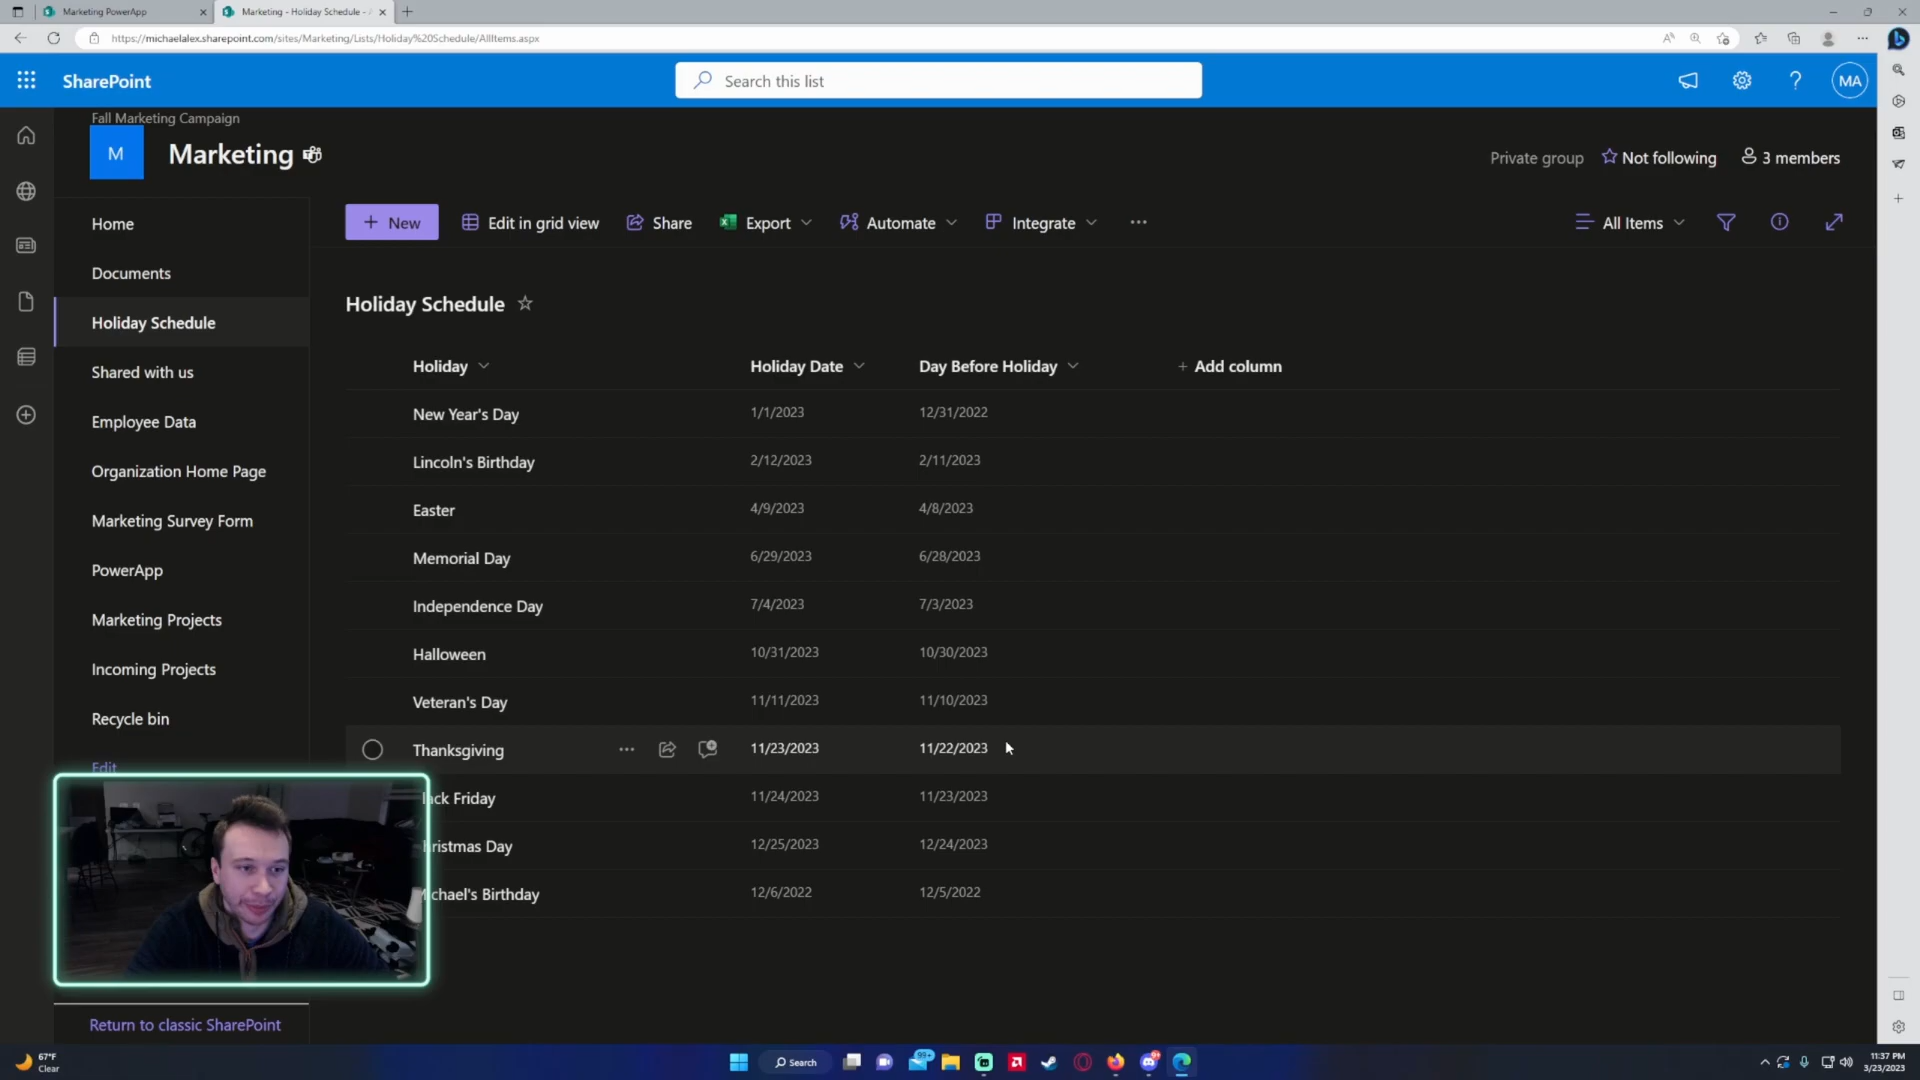 Marketing PowerApp
Marketing - Holiday Schedule -
https://michaelalex.sharepoint.com/sites/Marketing/Lists/Holiday%20Schedule/AllItems.aspx
SharePoint
Search this list
MA
Fall Marketing Campaign
M
Marketing
Private group
Not following
3 members
Home
Documents
Holiday Schedule
Shared with us
Employee Data
Organization Home Page
Marketing Survey Form
PowerApp
Marketing Projects
Incoming Projects
Recycle bin
Edit
Return to classic SharePoint
+ New
Edit in grid view
Share
Export
Automate
Integrate
All Items
Holiday Schedule
Holiday Holiday Date Day Before Holiday + Add column
New Year's Day 1/1/2023 12/31/2022
Lincoln's Birthday 2/12/2023 2/11/2023
Easter 4/9/2023 4/8/2023
Memorial Day 6/29/2023 6/28/2023
Independence Day 7/4/2023 7/3/2023
Halloween 10/31/2023 10/30/2023
Veteran's Day 11/11/2023 11/10/2023
Thanksgiving 11/23/2023 11/22/2023
ack Friday 11/24/2023 11/23/2023
ristmas Day 12/25/2023 12/24/2023
ichael's Birthday 12/6/2022 12/5/2022
67°F
Clear
Search
99+
11:37 PM
3/23/2023